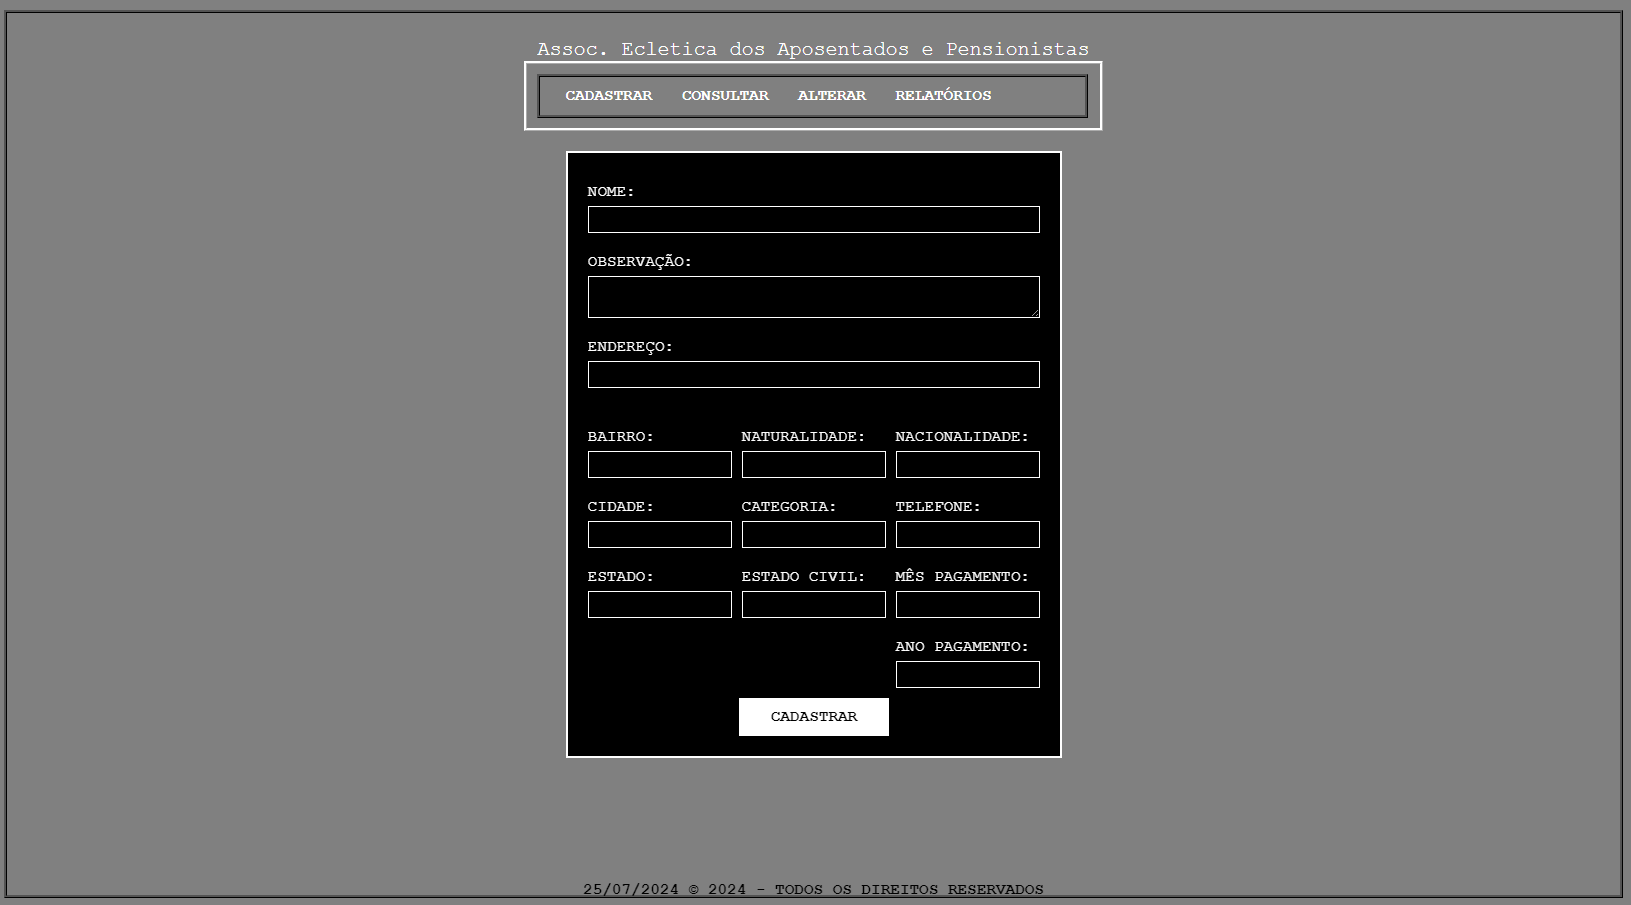 Assoc. Ecletica dos Aposentados e Pensionistas
CADASTRAR CONSULTAR ALTERAR RELATÓRIOS
NOME:
OBSERVAÇÃO:
ENDEREÇO:
BAIRRO: NATURALIDADE: NACIONALIDADE:
CIDADE: CATEGORIA: TELEFONE:
ESTADO: ESTADO CIVIL: MÊS PAGAMENTO:
ANO PAGAMENTO:
CADASTRAR
25/07/2024 © 2024 - TODOS OS DIREITOS RESERVADOS